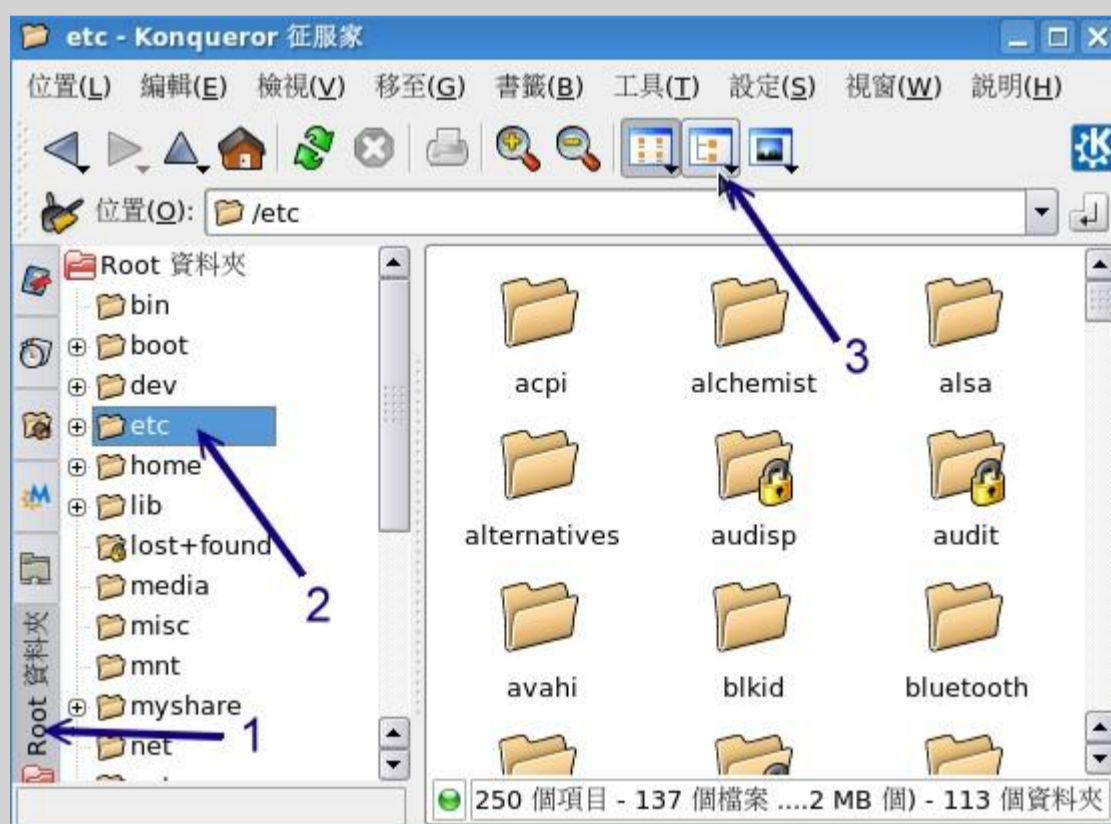 etc - Konqueror 征服家
位置(L) 編輯(E) 檢視(V) 移至(G) 書籤(B) 工具(T) 設定(S) 視窗(W) 説明(H)
位置(O): /etc
Root 資料夾
bin
boot
dev
etc
home
lib
lost+found
media
misc
mnt
myshare
net
Root 資料夾
1
2
3
acpi alchemist alsa
alternatives audisp audit
avahi blkid bluetooth
250 個項目 - 137 個檔案 ....2 MB 個) - 113 個資料夾